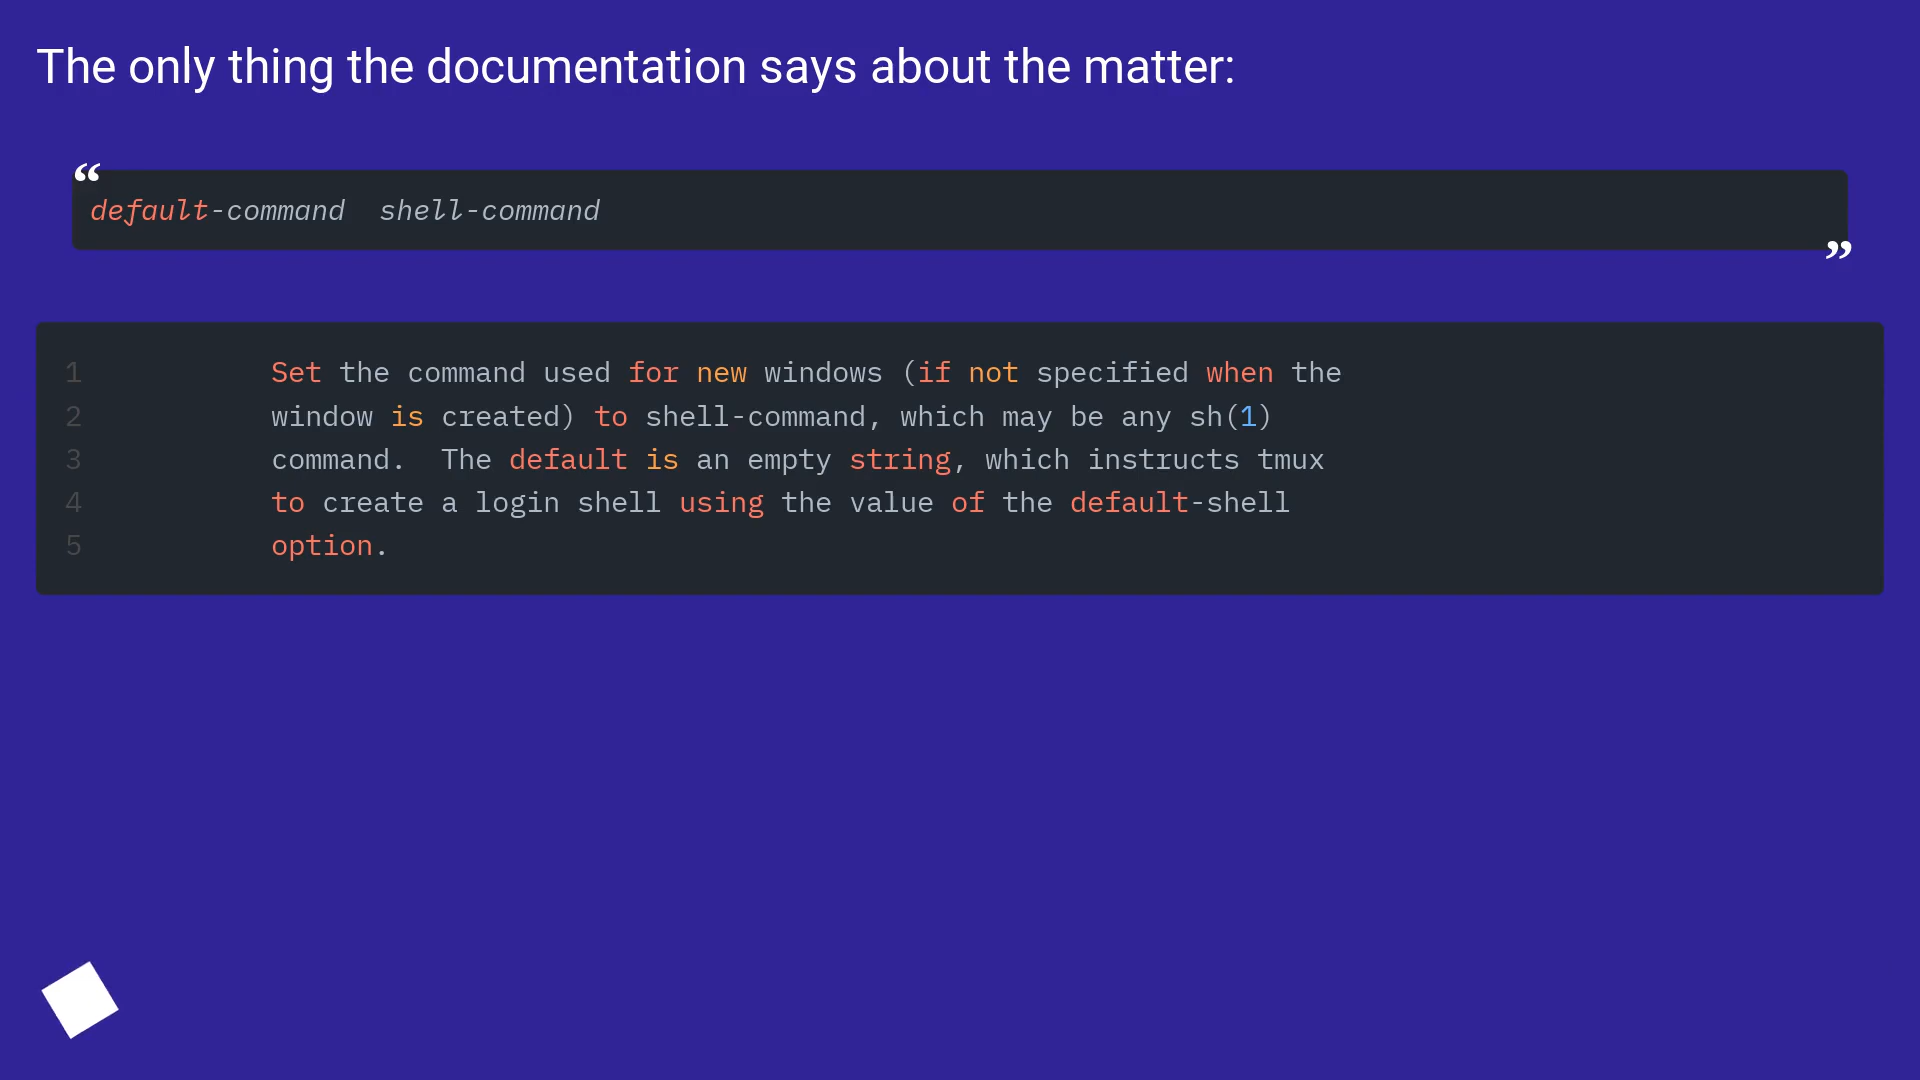 The only thing the documentation says about the matter:
“
default-command  shell-command
”
1 Set the command used for new windows (if not specified when the
2 window is created) to shell-command, which may be any sh(1)
3 command.  The default is an empty string, which instructs tmux
4 to create a login shell using the value of the default-shell
5 option.